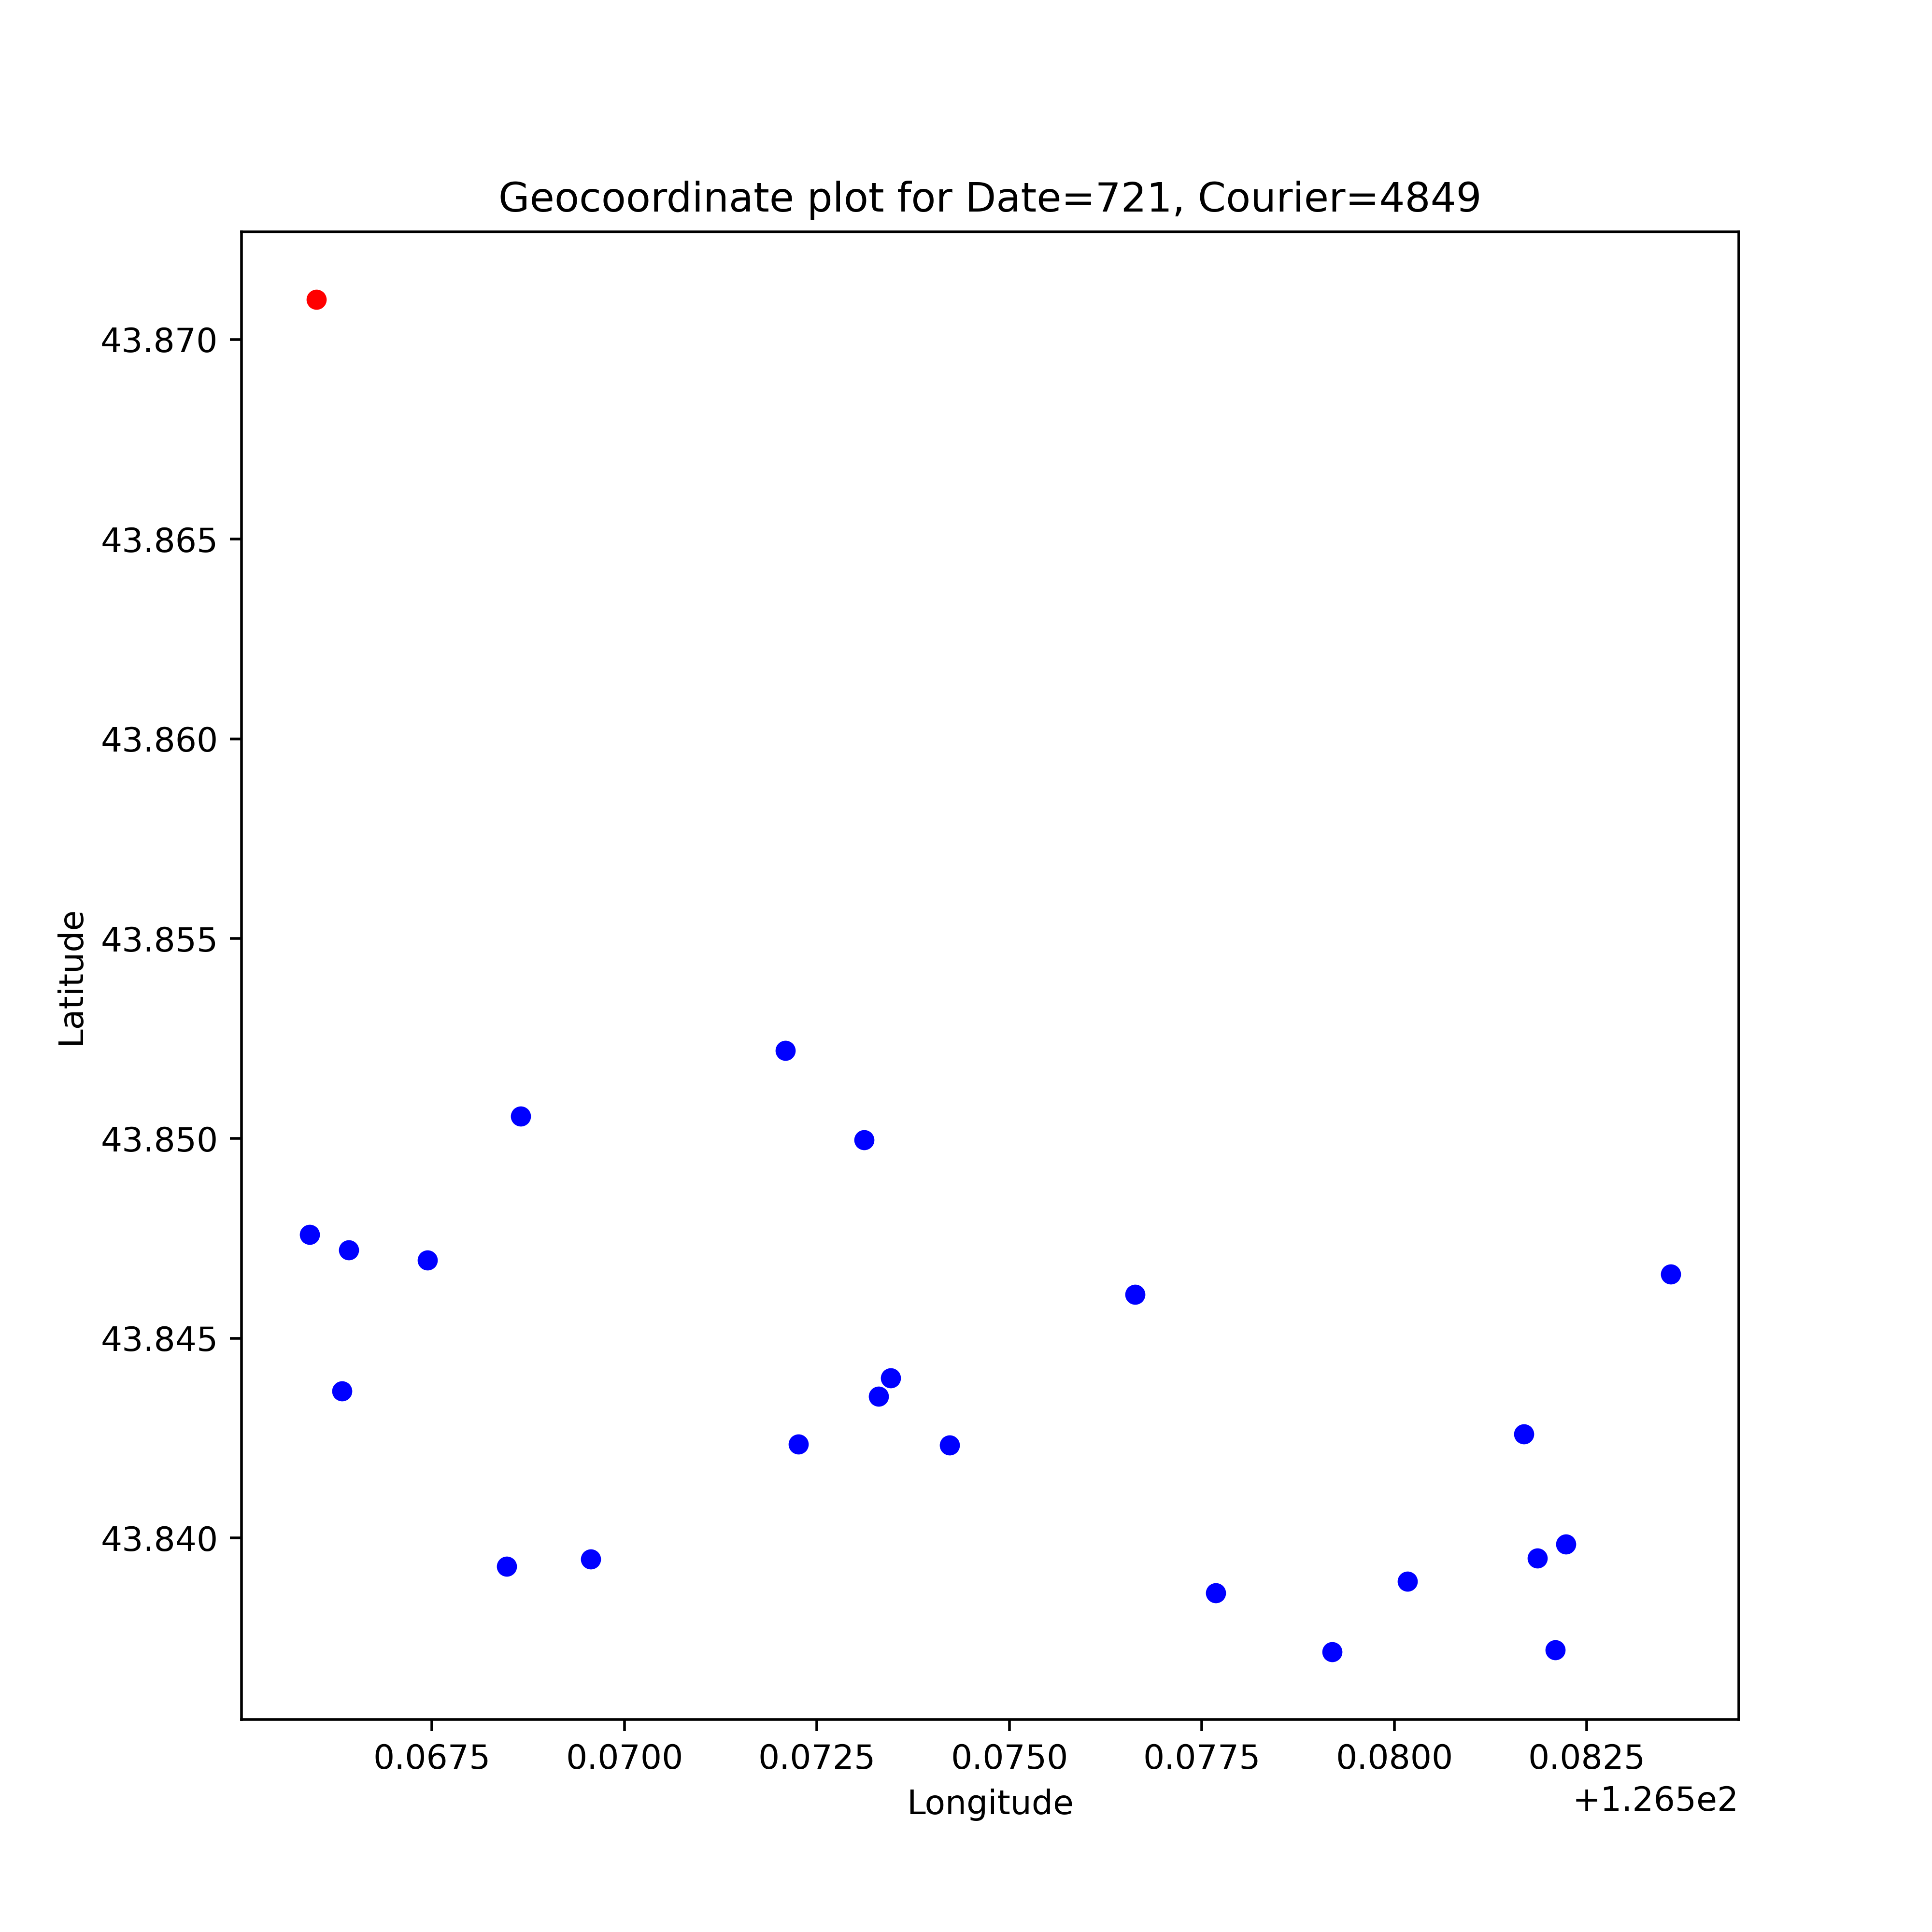 Geocoordinate plot for Date=721, Courier=4849
43.870
43.865
43.860
43.855
43.850
43.845
43.840
Latitude
0.0675 0.0700 0.0725 0.0750 0.0775 0.0800 0.0825
+1.265e2
Longitude